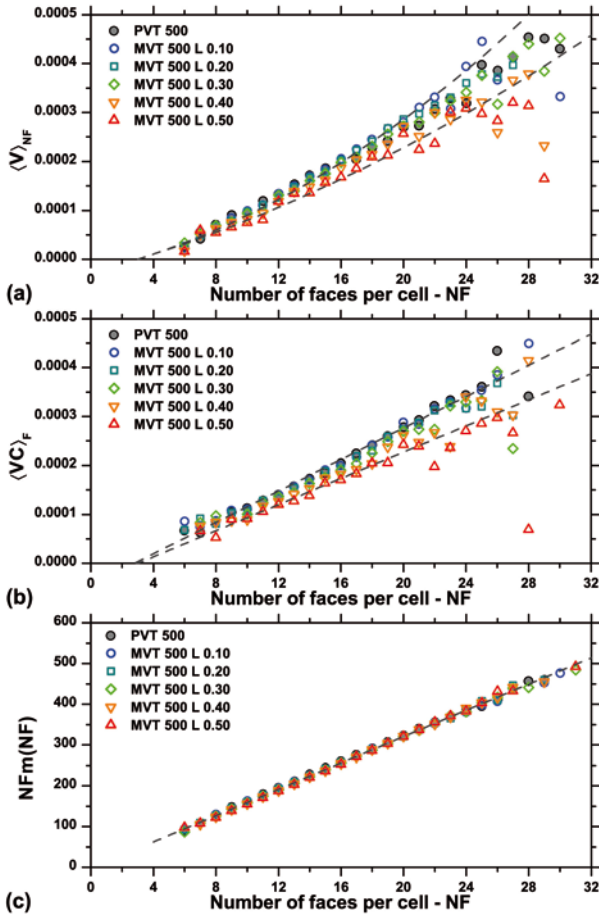 0.0005
0.0004
0.0003
0.0002
0.0001
0.0000
⟨V⟩NF
PVT 500
MVT 500 L 0.10
MVT 500 L 0.20
MVT 500 L 0.30
MVT 500 L 0.40
MVT 500 L 0.50
0 4 8 12 16 20 24 28 32
(a)
Number of faces per cell - NF
0.0005
0.0004
0.0003
0.0002
0.0001
0.0000
⟨VC⟩F
PVT 500
MVT 500 L 0.10
MVT 500 L 0.20
MVT 500 L 0.30
MVT 500 L 0.40
MVT 500 L 0.50
0 4 8 12 16 20 24 28 32
(b)
Number of faces per cell - NF
600
500
400
300
200
100
0
NFm(NF)
PVT 500
MVT 500 L 0.10
MVT 500 L 0.20
MVT 500 L 0.30
MVT 500 L 0.40
MVT 500 L 0.50
0 4 8 12 16 20 24 28 32
(c)
Number of faces per cell - NF